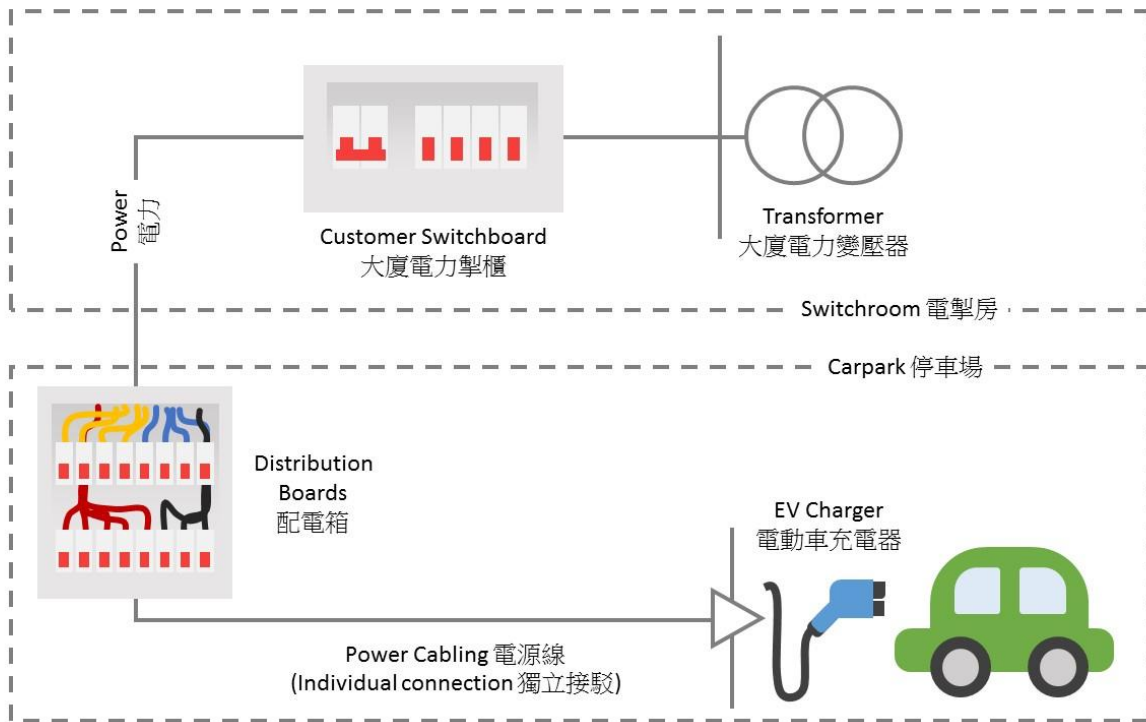 Power
電力
Customer Switchboard
大廈電力掣櫃
Transformer
大廈電力變壓器
Switchroom 電掣房
Carpark 停車場
Distribution
Boards
配電箱
EV Charger
電動車充電器
Power Cabling 電源線
(Individual connection 獨立接駁)